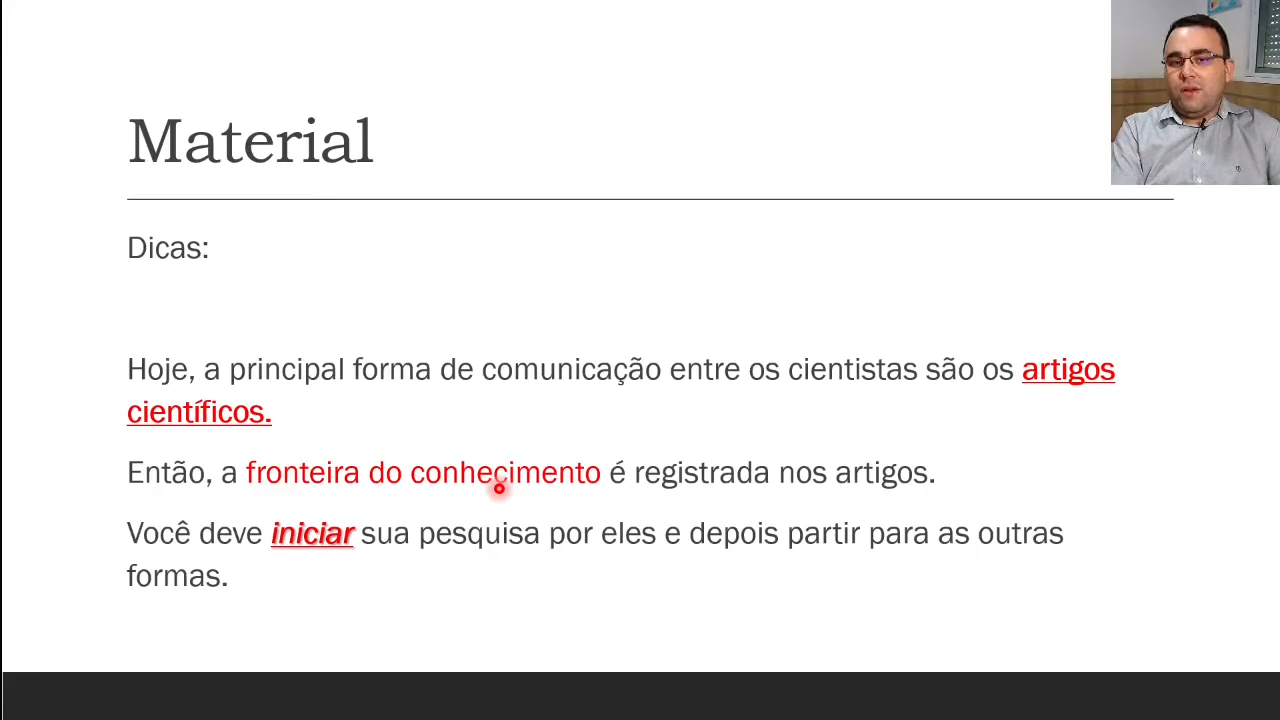 Material
Dicas:
Hoje, a principal forma de comunicação entre os cientistas são os artigos
científicos.
Então, a fronteira do conhecimento é registrada nos artigos.
Você deve iniciar sua pesquisa por eles e depois partir para as outras
formas.